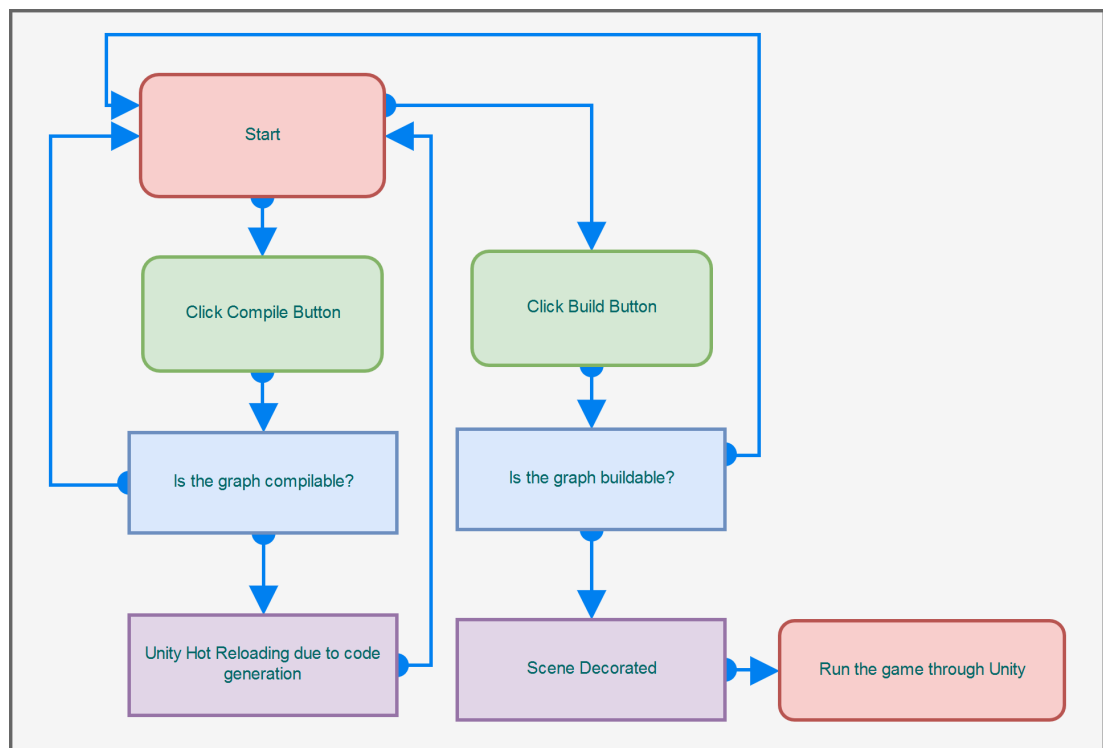 Start
Click Compile Button
Click Build Button
Is the graph compilable?
Is the graph buildable?
Unity Hot Reloading due to code
generation
Scene Decorated
Run the game through Unity